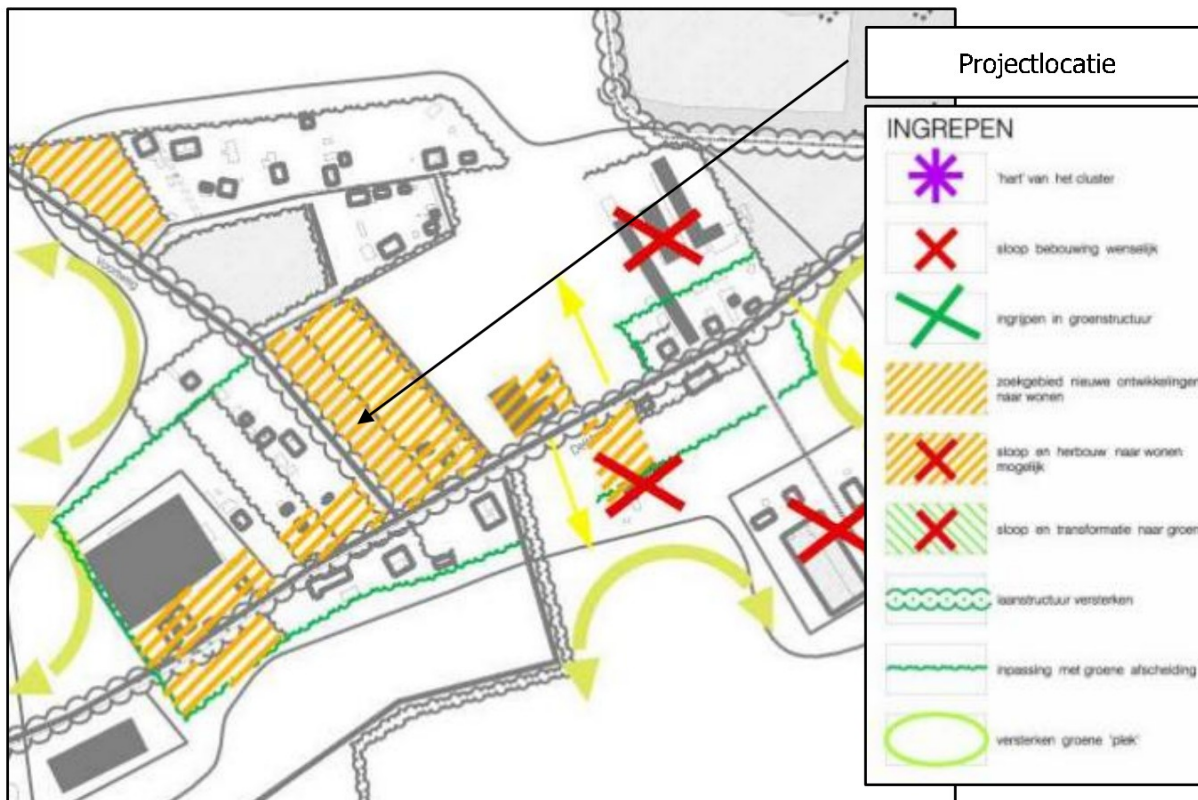 Projectlocatie
INGREPEN
'hart' van het cluster
sloop bebouwing wenselijk
ingrijpen in groenstructuur
zoekgebied nieuwe ontwikkelingen
naar wonen
sloop en herbouw naar wonen
mogelijk
sloop en transformatie naar groen
laanstructuur versterken
inpassing met groene afscheiding
versterken groene 'plek'